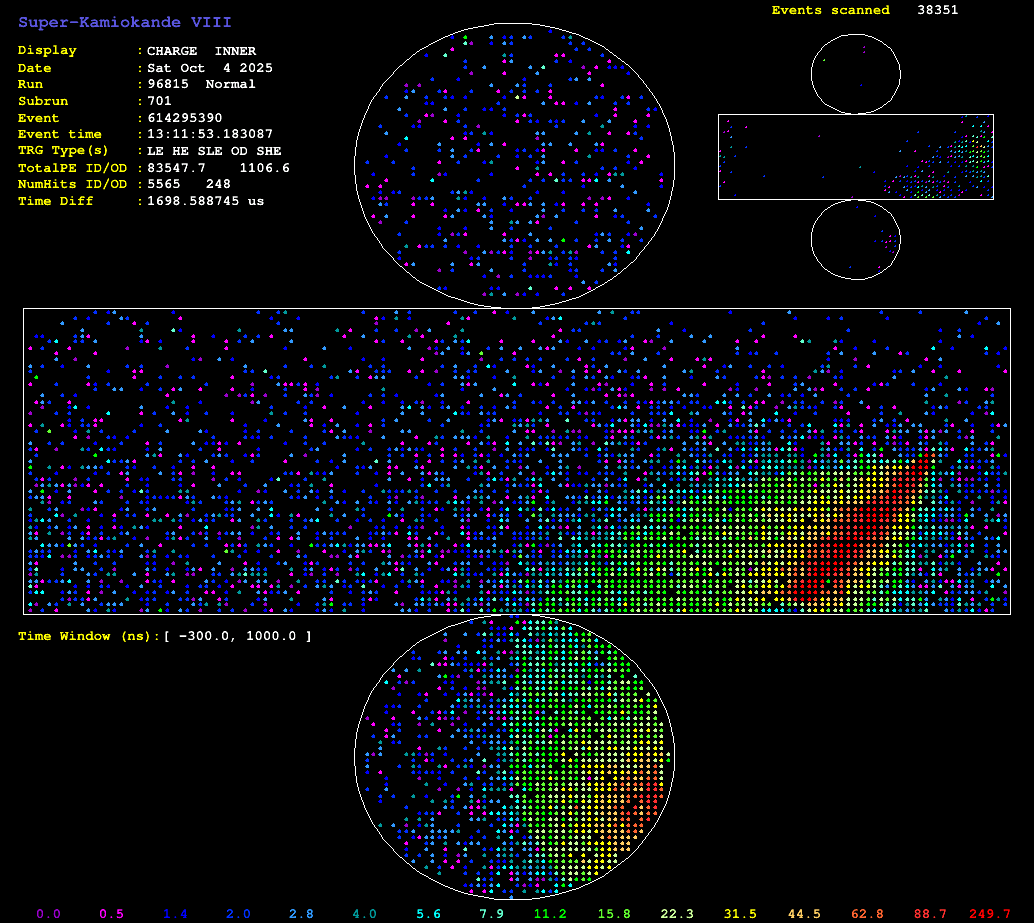 Super-Kamiokande VIII
Events scanned 38351
Display : CHARGE INNER
Date : Sat Oct 4 2025
Run : 96815 Normal
Subrun : 701
Event : 614295390
Event time : 13:11:53.183087
TRG Type(s) : LE HE SLE OD SHE
TotalPE ID/OD : 83547.7 1106.6
NumHits ID/OD : 5565 248
Time Diff : 1698.588745 us
Time Window (ns):[ -300.0, 1000.0 ]
0.0 0.5 1.4 2.0 2.8 4.0 5.6 7.9 11.2 15.8 22.3 31.5 44.5 62.8 88.7 249.7